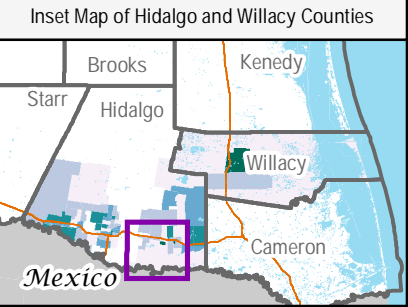 Inset Map of Hidalgo and Willacy Counties
Brooks
Kenedy
Starr
Hidalgo
Willacy
Cameron
Mexico